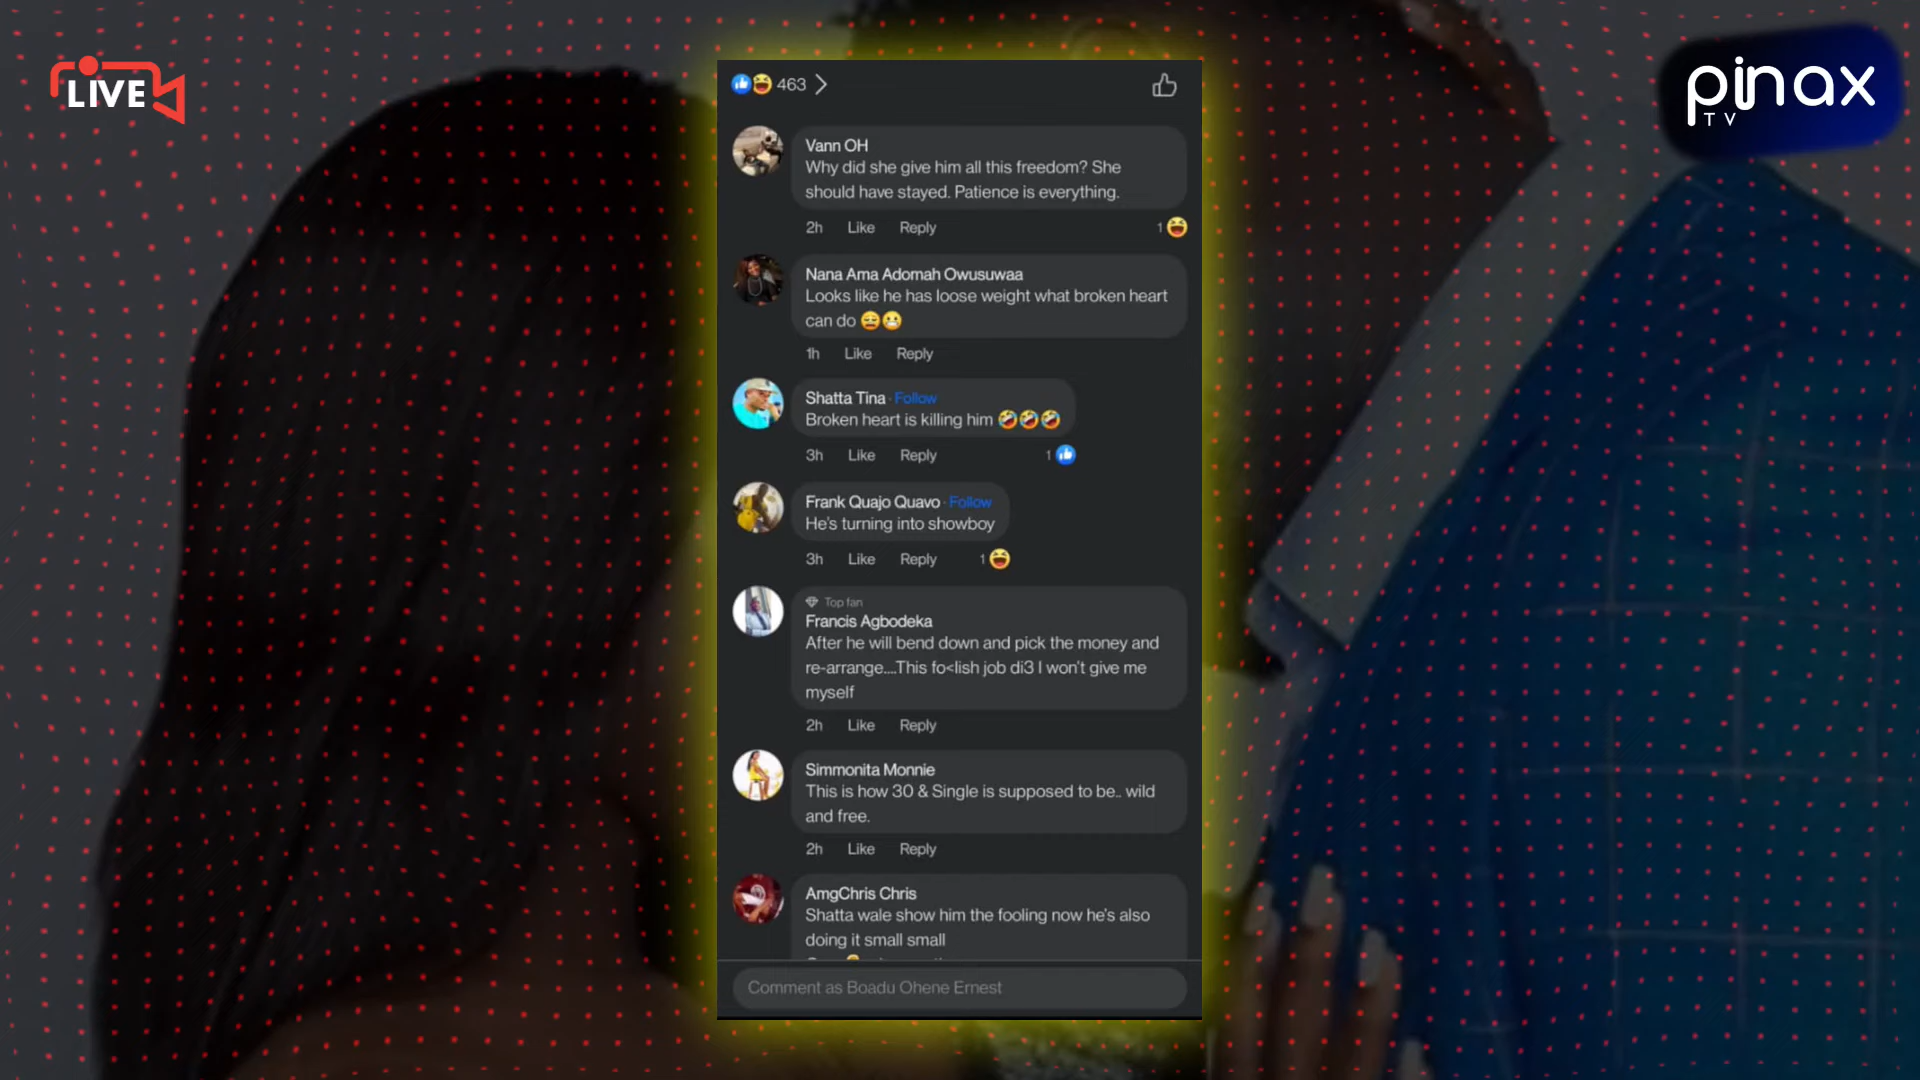 LIVE
pinax
TV
463
Vann OH
Why did she give him all this freedom? She
should have stayed. Patience is everything.
2h Like Reply 1
Nana Ama Adomah Owusuwaa
Looks like he has loose weight what broken heart
can do 😩😬
1h Like Reply
Shatta Tina · Follow
Broken heart is killing him 🤣🤣🤣
3h Like Reply 1
Frank Quajo Quavo · Follow
He's turning into showboy
3h Like Reply 1
Top fan
Francis Agbodeka
After he will bend down and pick the money and
re-arrange....This fo<lish job di3 I won't give me
myself
2h Like Reply
Simmonita Monnie
This is how 30 & Single is supposed to be.. wild
and free.
2h Like Reply
AmgChris Chris
Shatta wale show him the fooling now he's also
doing it small small
Comment as Boadu Ohene Ernest